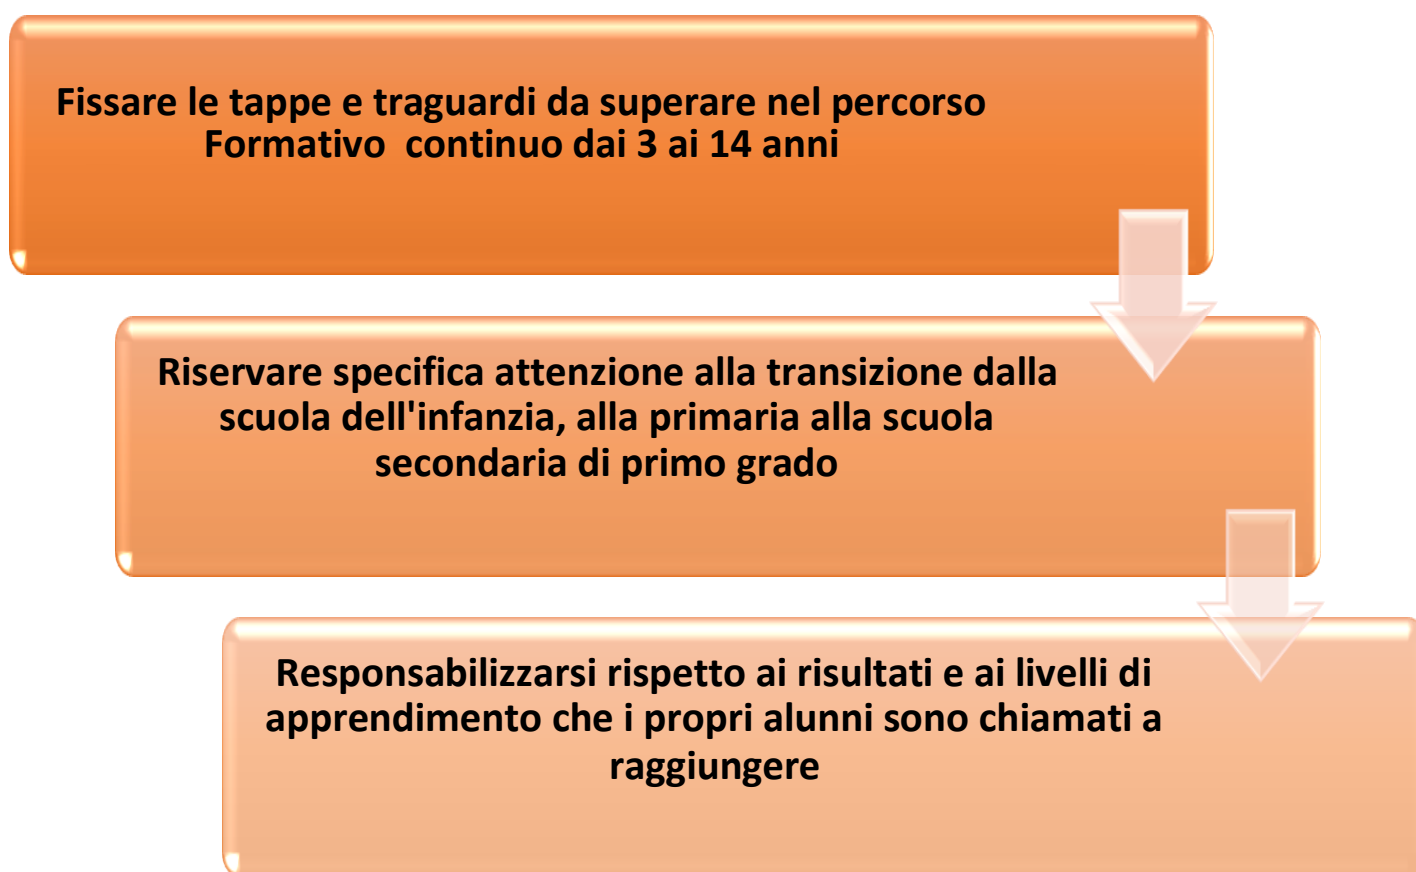 Fissare le tappe e traguardi da superare nel percorso
Formativo  continuo dai 3 ai 14 anni
Riservare specifica attenzione alla transizione dalla
scuola dell'infanzia, alla primaria alla scuola
secondaria di primo grado
Responsabilizzarsi rispetto ai risultati e ai livelli di
apprendimento che i propri alunni sono chiamati a
raggiungere